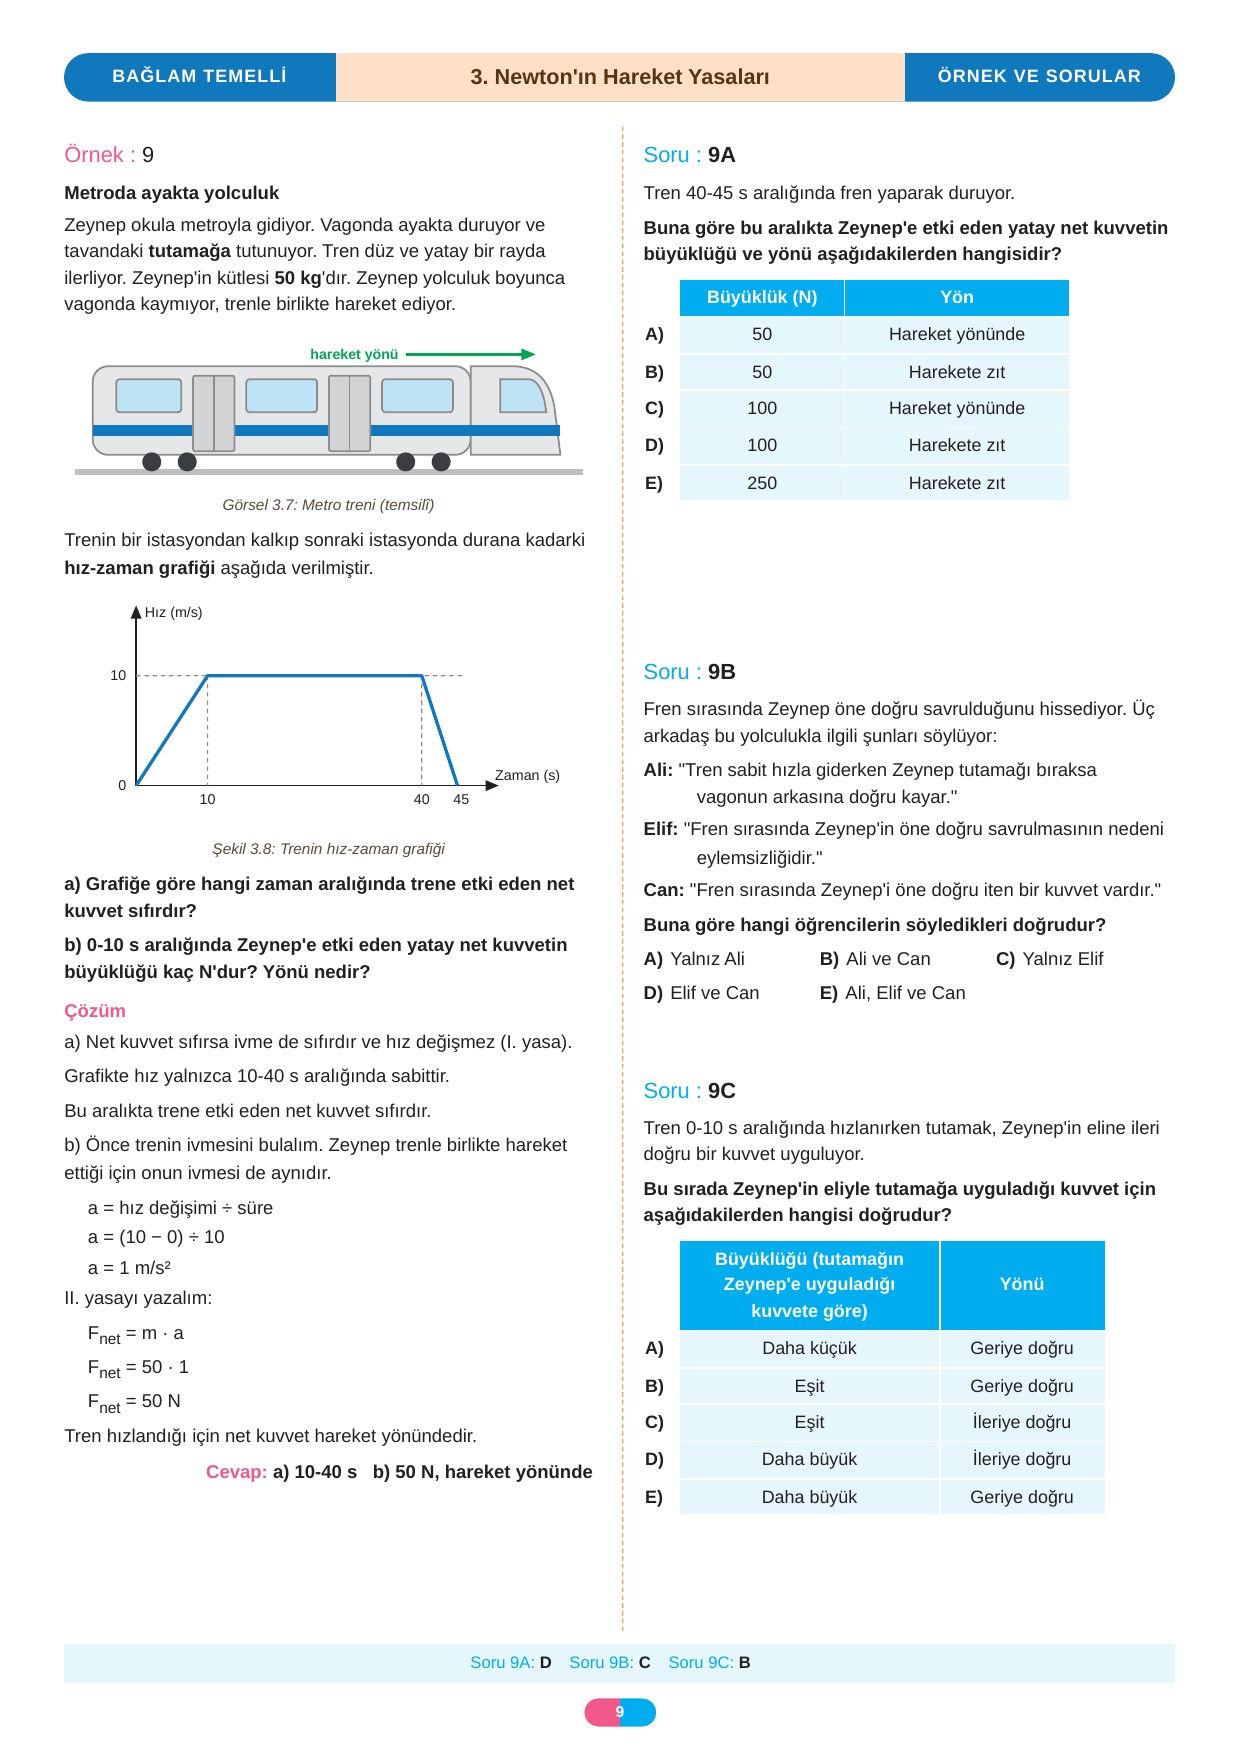 BAĞLAM TEMELLİ
3. Newton'ın Hareket Yasaları
ÖRNEK VE SORULAR
Örnek : 9
Metroda ayakta yolculuk
Zeynep okula metroyla gidiyor. Vagonda ayakta duruyor ve
tavandaki tutamağa tutunuyor. Tren düz ve yatay bir rayda
ilerliyor. Zeynep'in kütlesi 50 kg'dır. Zeynep yolculuk boyunca
vagonda kaymıyor, trenle birlikte hareket ediyor.
hareket yönü
Görsel 3.7: Metro treni (temsilî)
Trenin bir istasyondan kalkıp sonraki istasyonda durana kadarki
hız-zaman grafiği aşağıda verilmiştir.
Hız (m/s)
10
0
Zaman (s)
10 40 45
Şekil 3.8: Trenin hız-zaman grafiği
a) Grafiğe göre hangi zaman aralığında trene etki eden net
kuvvet sıfırdır?
b) 0-10 s aralığında Zeynep'e etki eden yatay net kuvvetin
büyüklüğü kaç N'dur? Yönü nedir?
Çözüm
a) Net kuvvet sıfırsa ivme de sıfırdır ve hız değişmez (I. yasa).
Grafikte hız yalnızca 10-40 s aralığında sabittir.
Bu aralıkta trene etki eden net kuvvet sıfırdır.
b) Önce trenin ivmesini bulalım. Zeynep trenle birlikte hareket
ettiği için onun ivmesi de aynıdır.
a = hız değişimi ÷ süre
a = (10 − 0) ÷ 10
a = 1 m/s²
II. yasayı yazalım:
Fnet = m · a
Fnet = 50 · 1
Fnet = 50 N
Tren hızlandığı için net kuvvet hareket yönündedir.
Cevap: a) 10-40 s b) 50 N, hareket yönünde
Soru : 9A
Tren 40-45 s aralığında fren yaparak duruyor.
Buna göre bu aralıkta Zeynep'e etki eden yatay net kuvvetin
büyüklüğü ve yönü aşağıdakilerden hangisidir?
Büyüklük (N) Yön
A) 50 Hareket yönünde
B) 50 Harekete zıt
C) 100 Hareket yönünde
D) 100 Harekete zıt
E) 250 Harekete zıt
Soru : 9B
Fren sırasında Zeynep öne doğru savrulduğunu hissediyor. Üç
arkadaş bu yolculukla ilgili şunları söylüyor:
Ali: "Tren sabit hızla giderken Zeynep tutamağı bıraksa
vagonun arkasına doğru kayar."
Elif: "Fren sırasında Zeynep'in öne doğru savrulmasının nedeni
eylemsizliğidir."
Can: "Fren sırasında Zeynep'i öne doğru iten bir kuvvet vardır."
Buna göre hangi öğrencilerin söyledikleri doğrudur?
A) Yalnız Ali B) Ali ve Can C) Yalnız Elif
D) Elif ve Can E) Ali, Elif ve Can
Soru : 9C
Tren 0-10 s aralığında hızlanırken tutamak, Zeynep'in eline ileri
doğru bir kuvvet uyguluyor.
Bu sırada Zeynep'in eliyle tutamağa uyguladığı kuvvet için
aşağıdakilerden hangisi doğrudur?
Büyüklüğü (tutamağın
Zeynep'e uyguladığı
kuvvete göre)
Yönü
A) Daha küçük Geriye doğru
B) Eşit Geriye doğru
C) Eşit İleriye doğru
D) Daha büyük İleriye doğru
E) Daha büyük Geriye doğru
Soru 9A: D Soru 9B: C Soru 9C: B
9